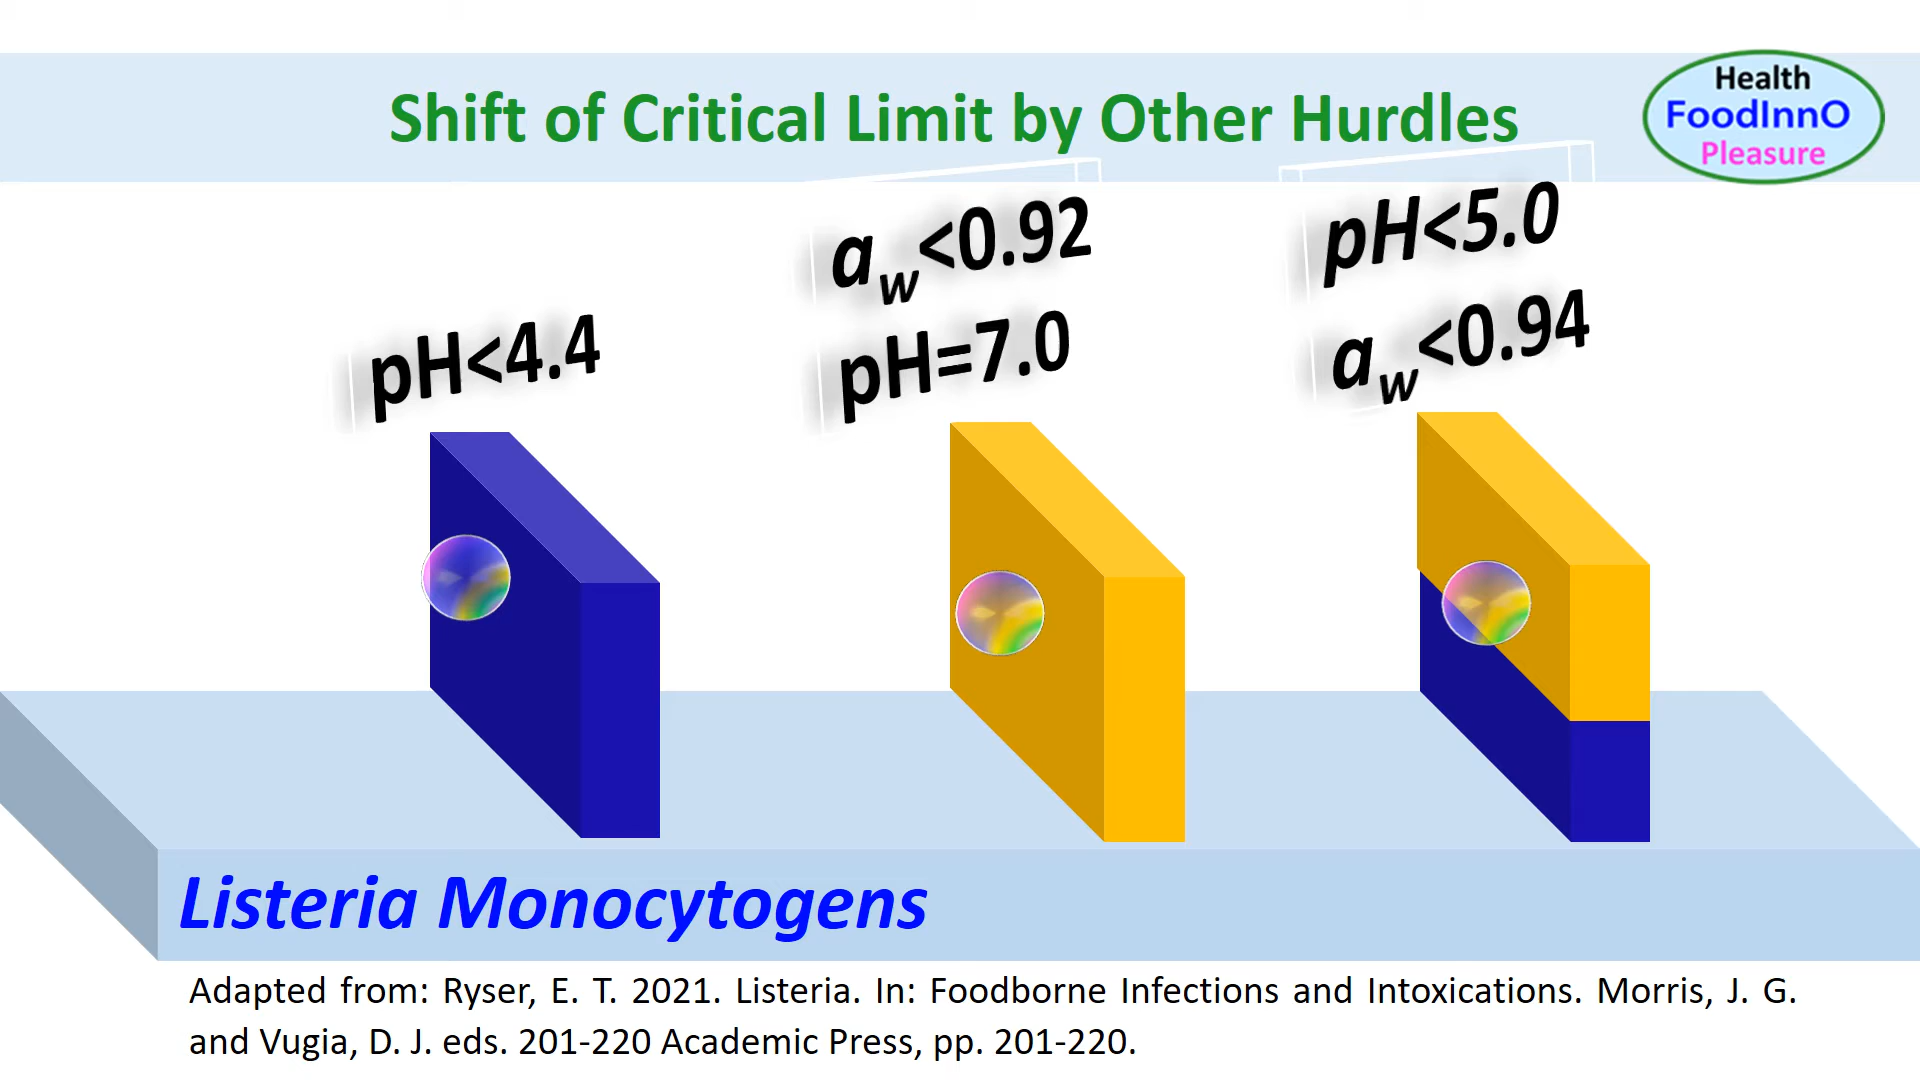 Shift of Critical Limit by Other Hurdles
Health
FoodInnO
Pleasure
pH<4.4
aw<0.92
pH=7.0
pH<5.0
aw<0.94
Listeria Monocytogens
Adapted from: Ryser, E. T. 2021. Listeria. In: Foodborne Infections and Intoxications. Morris, J. G.
and Vugia, D. J. eds. 201-220 Academic Press, pp. 201-220.